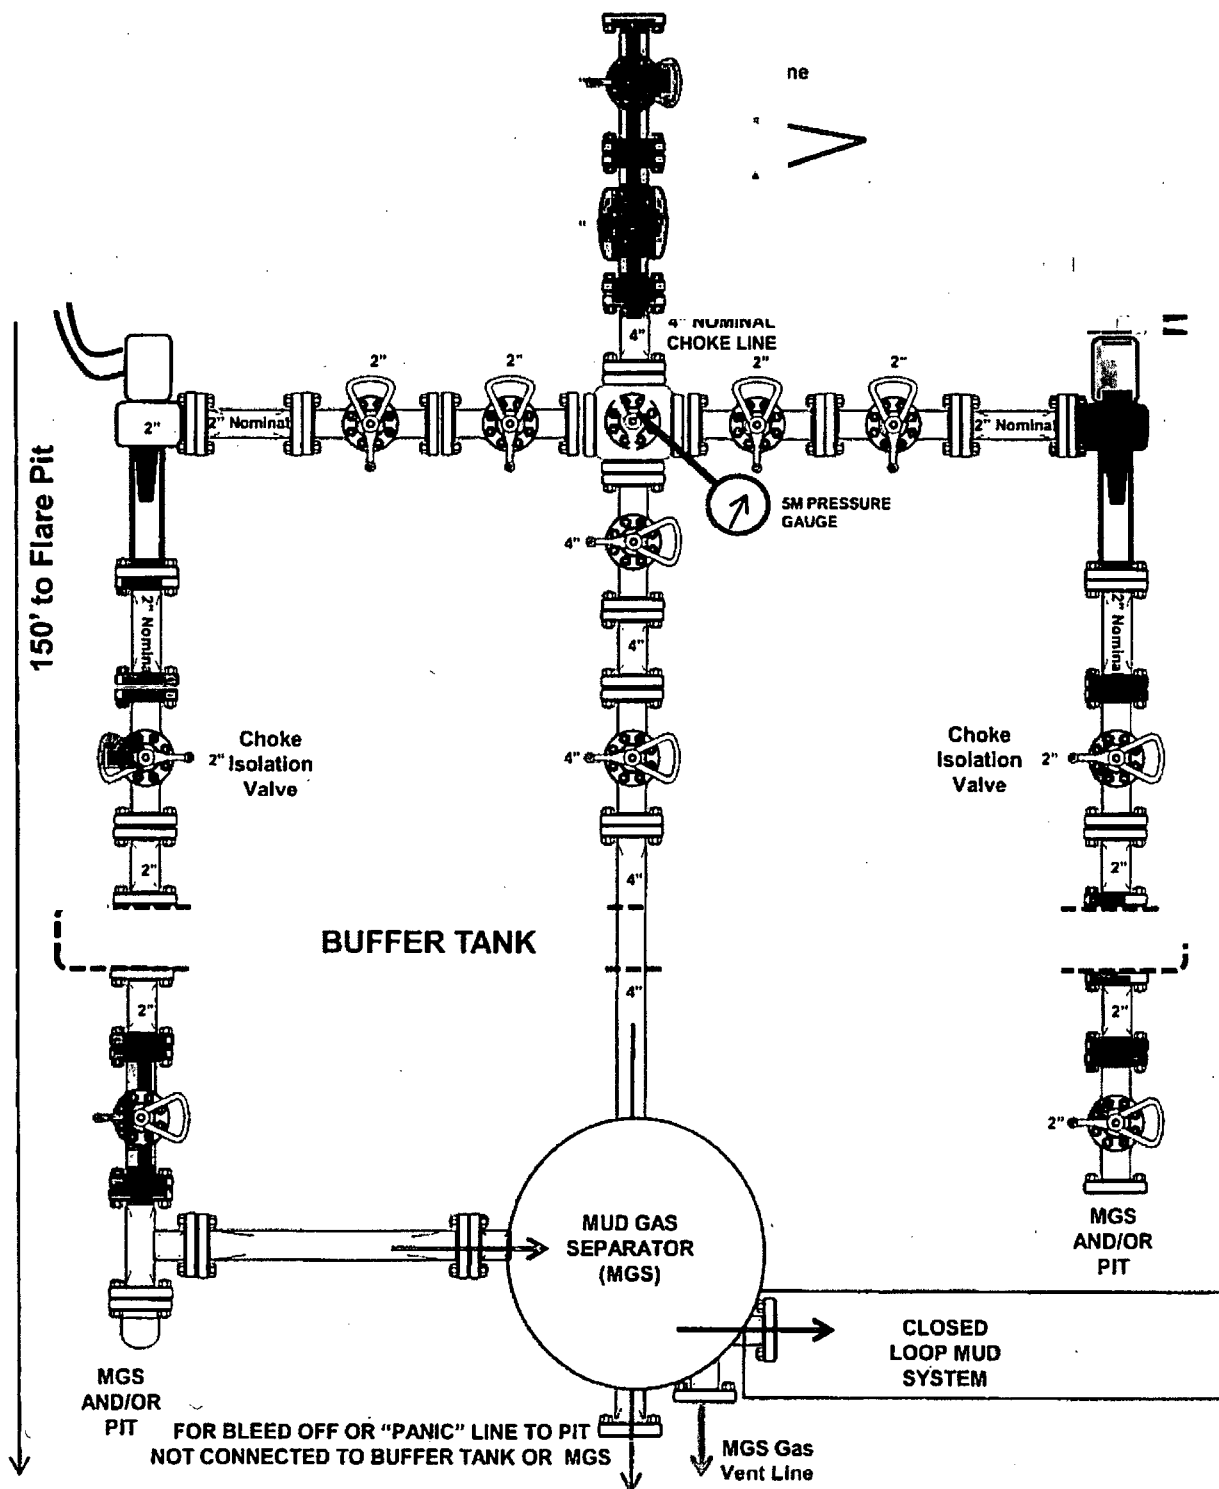 ne
4" NOMINAL
CHOKE LINE
4"
2"
2"
2"
2"
2"
2" Nominal
2" Nominal
5M PRESSURE
GAUGE
150' to Flare Pit
4"
2" Nominal
2" Nominal
4"
Choke
Isolation
Valve
2"
4"
Choke
Isolation
Valve
2"
2"
4"
2"
BUFFER TANK
2"
4"
2"
2"
MUD GAS
SEPARATOR
(MGS)
MGS
AND/OR
PIT
CLOSED
LOOP MUD
SYSTEM
MGS
AND/OR
PIT
FOR BLEED OFF OR "PANIC" LINE TO PIT
NOT CONNECTED TO BUFFER TANK OR MGS
MGS Gas
Vent Line